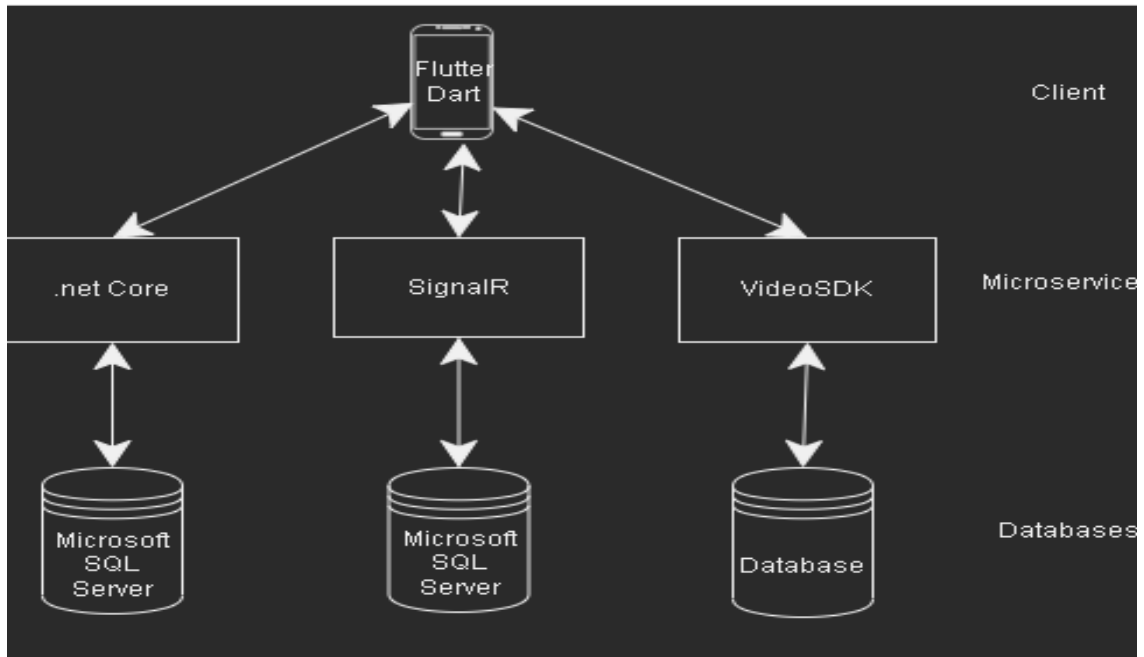 Flutter
Dart
Client
.net Core
SignalR
VideoSDK
Microservice
Microsoft
SQL
Server
Microsoft
SQL
Server
Database
Databases